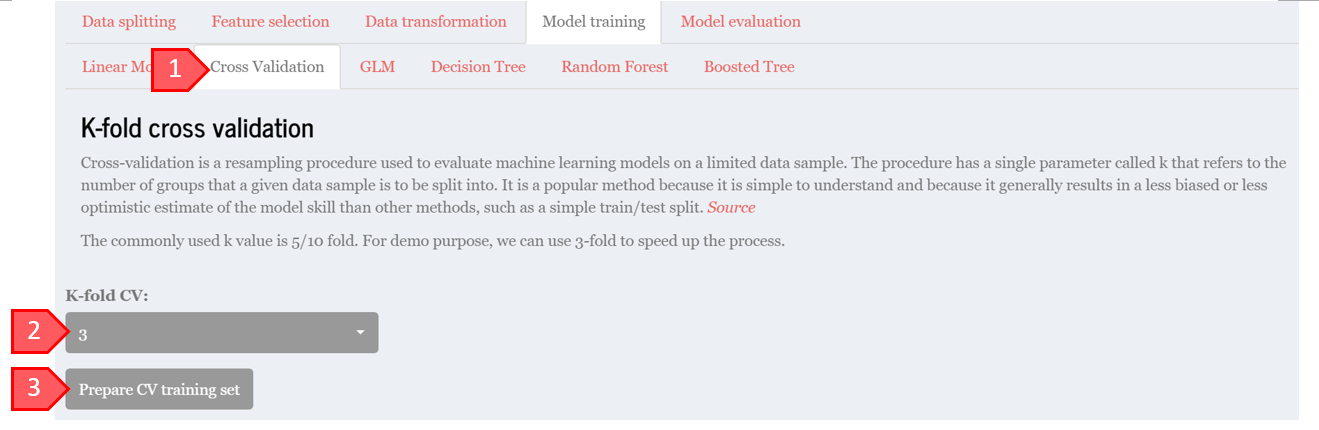 Data splitting Feature selection Data transformation Model training Model evaluation
Linear Mo 1 Cross Validation GLM Decision Tree Random Forest Boosted Tree
K-fold cross validation
Cross-validation is a resampling procedure used to evaluate machine learning models on a limited data sample. The procedure has a single parameter called k that refers to the
number of groups that a given data sample is to be split into. It is a popular method because it is simple to understand and because it generally results in a less biased or less
optimistic estimate of the model skill than other methods, such as a simple train/test split. Source
The commonly used k value is 5/10 fold. For demo purpose, we can use 3-fold to speed up the process.
K-fold CV:
2 3
3 Prepare CV training set